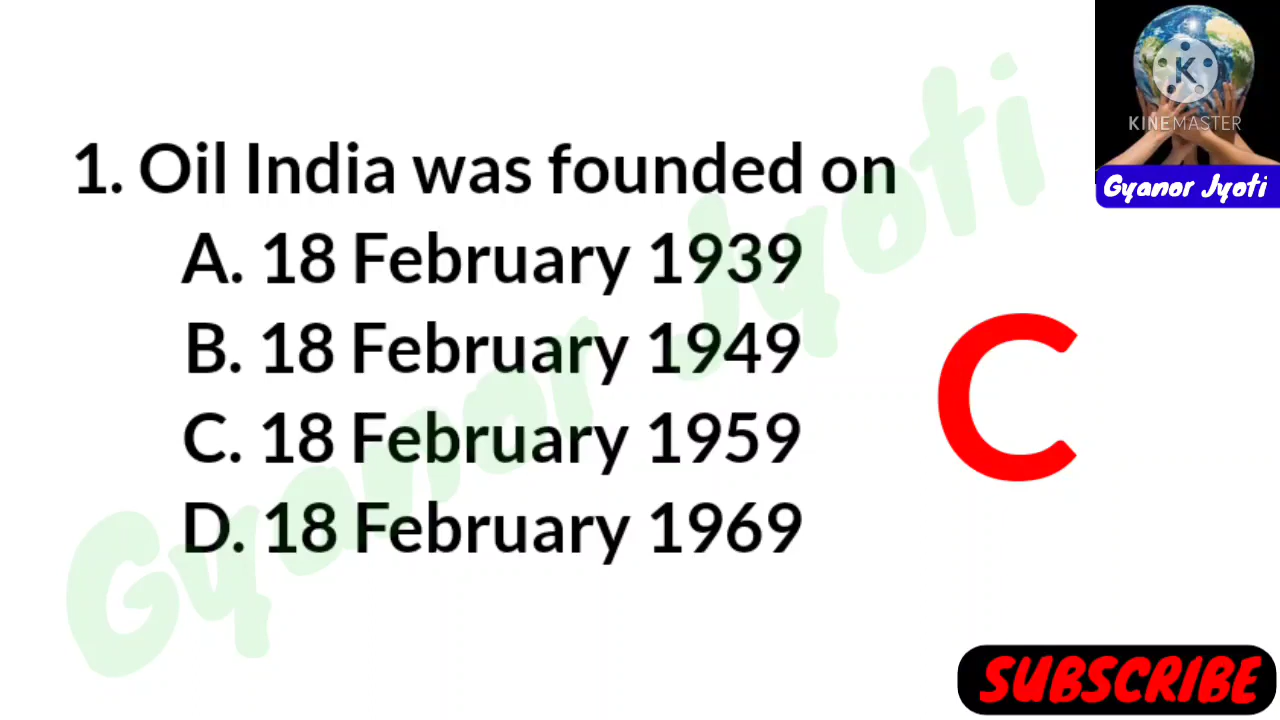 1. Oil India was founded on
A. 18 February 1939
B. 18 February 1949
C. 18 February 1959
D. 18 February 1969
C
K
KINEMASTER
Gyanor Jyoti
Gyanor Jyoti
SUBSCRIBE